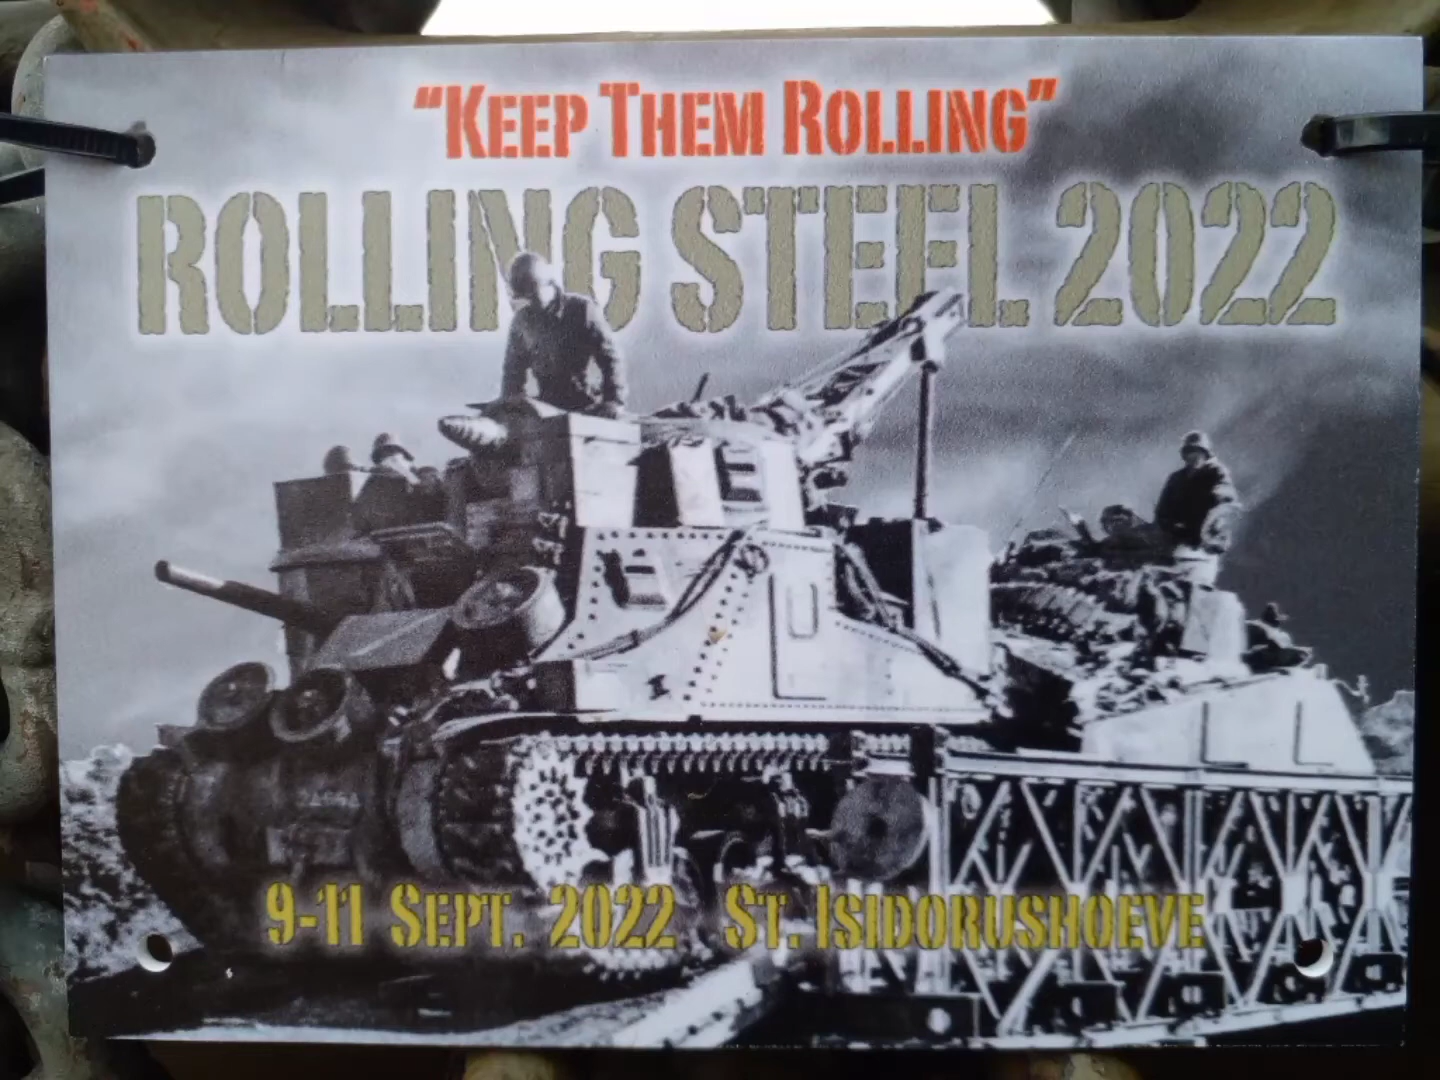 "KEEP THEM ROLLING"
ROLLING STEEL 2022
9-11 SEPT. 2022 ST. ISIDORUSHOEVE